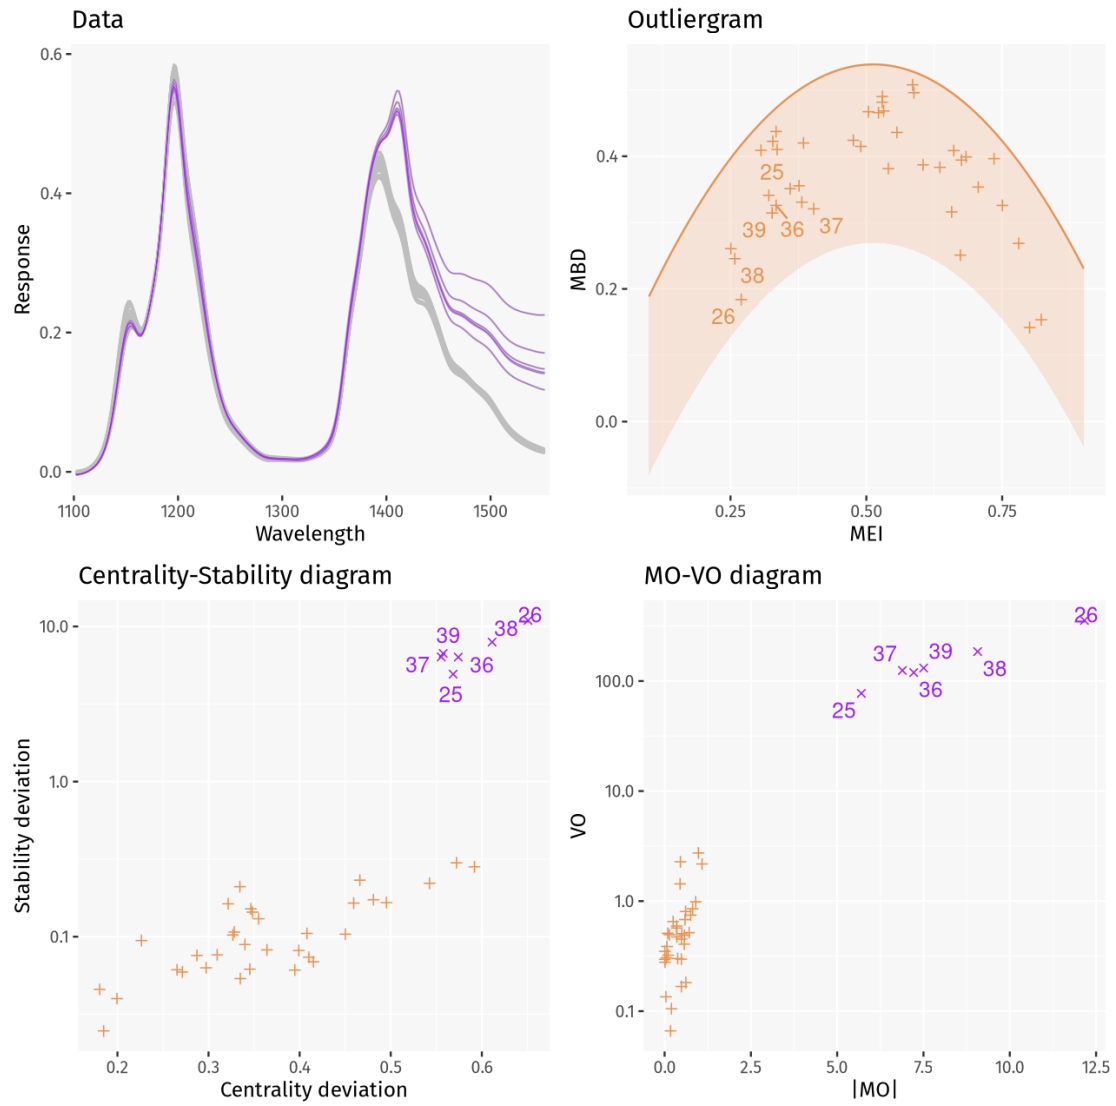 Data
0.6
0.4
0.2
0.0
Response
1100 1200 1300 1400 1500
Wavelength
Outliergram
0.4
0.2
0.0
MBD
25
39 36 37
38
26
0.25 0.50 0.75
MEI
Centrality-Stability diagram
10.0
1.0
0.1
Stability deviation
26
39 38
37 36
25
0.2 0.3 0.4 0.5 0.6
Centrality deviation
MO-VO diagram
100.0
10.0
1.0
0.1
VO
26
37 39
38
36
25
0.0 2.5 5.0 7.5 10.0 12.5
|MO|